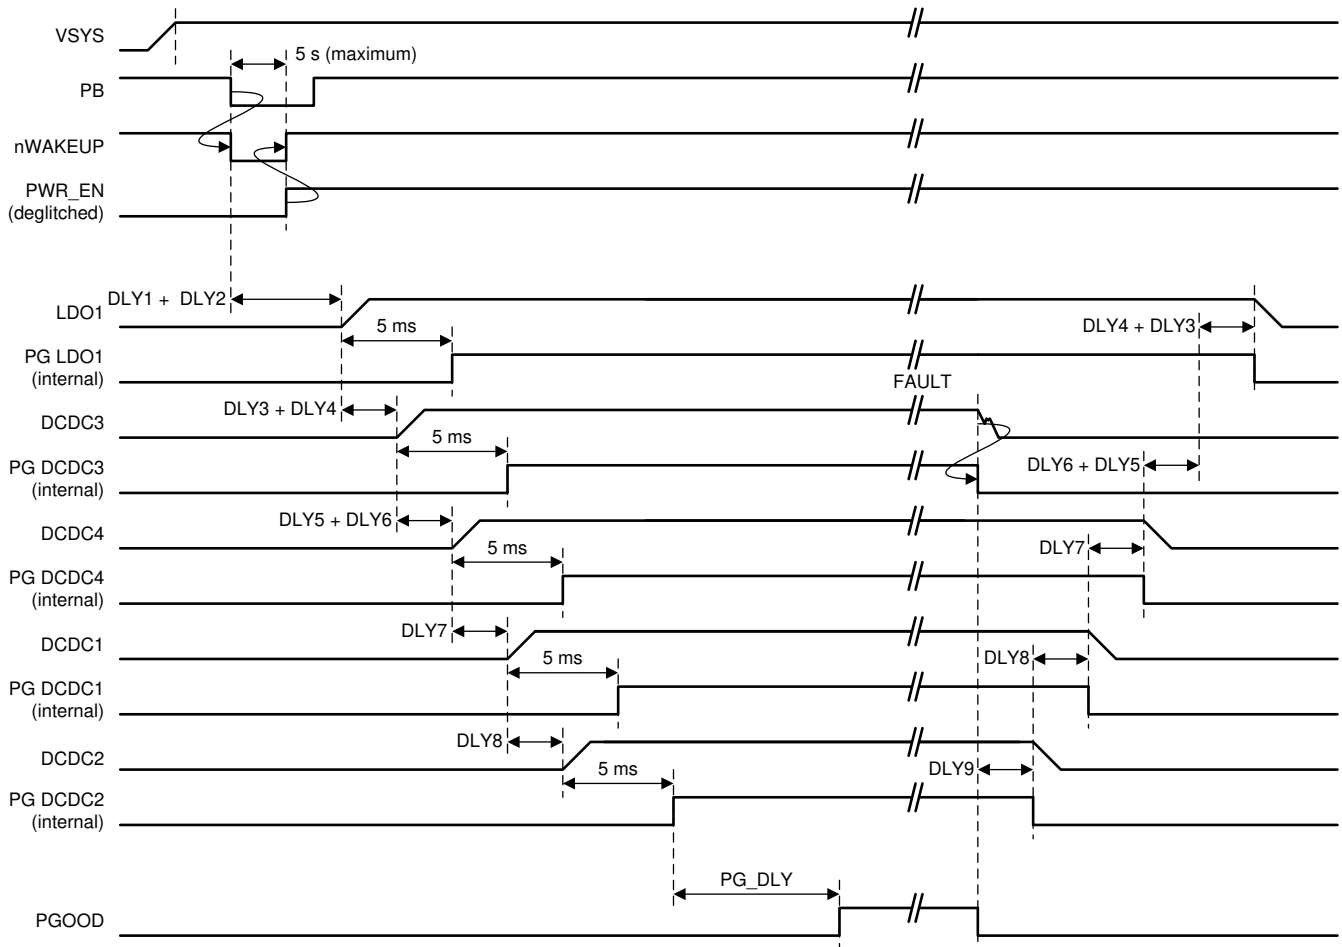 VSYS
5 s (maximum)
PB
nWAKEUP
PWR_EN
(deglitched)
DLY1 + DLY2
LDO1
5 ms
DLY4 + DLY3
PG LDO1
(internal)
FAULT
DLY3 + DLY4
DCDC3
5 ms
PG DCDC3
(internal)
DLY6 + DLY5
DLY5 + DLY6
DCDC4
5 ms
DLY7
PG DCDC4
(internal)
DLY7
DCDC1
5 ms
DLY8
PG DCDC1
(internal)
DLY8
DCDC2
5 ms
DLY9
PG DCDC2
(internal)
PG_DLY
PGOOD